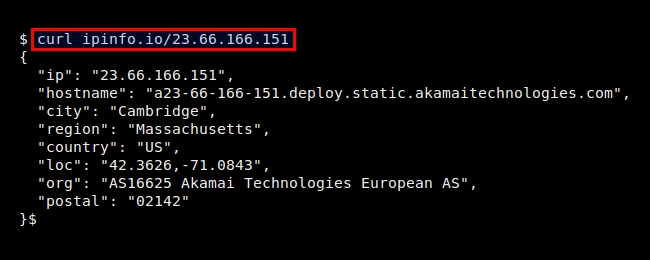 $ curl ipinfo.io/23.66.166.151
{
  "ip": "23.66.166.151",
  "hostname": "a23-66-166-151.deploy.static.akamaitechnologies.com",
  "city": "Cambridge",
  "region": "Massachusetts",
  "country": "US",
  "loc": "42.3626,-71.0843",
  "org": "AS16625 Akamai Technologies European AS",
  "postal": "02142"
}$